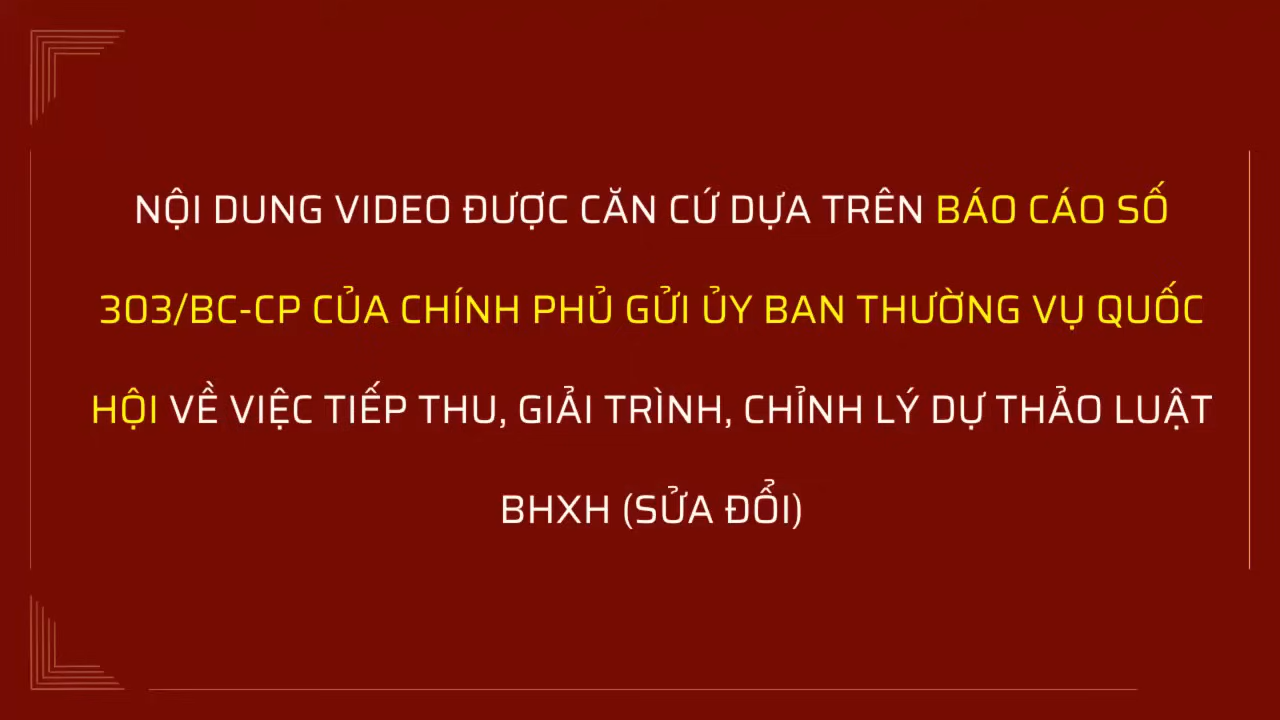 NỘI DUNG VIDEO ĐƯỢC CĂN CỨ DỰA TRÊN BÁO CÁO SỐ
303/BC-CP CỦA CHÍNH PHỦ GỬI ỦY BAN THƯỜNG VỤ QUỐC
HỘI VỀ VIỆC TIẾP THU, GIẢI TRÌNH, CHỈNH LÝ DỰ THẢO LUẬT
BHXH (SỬA ĐỔI)